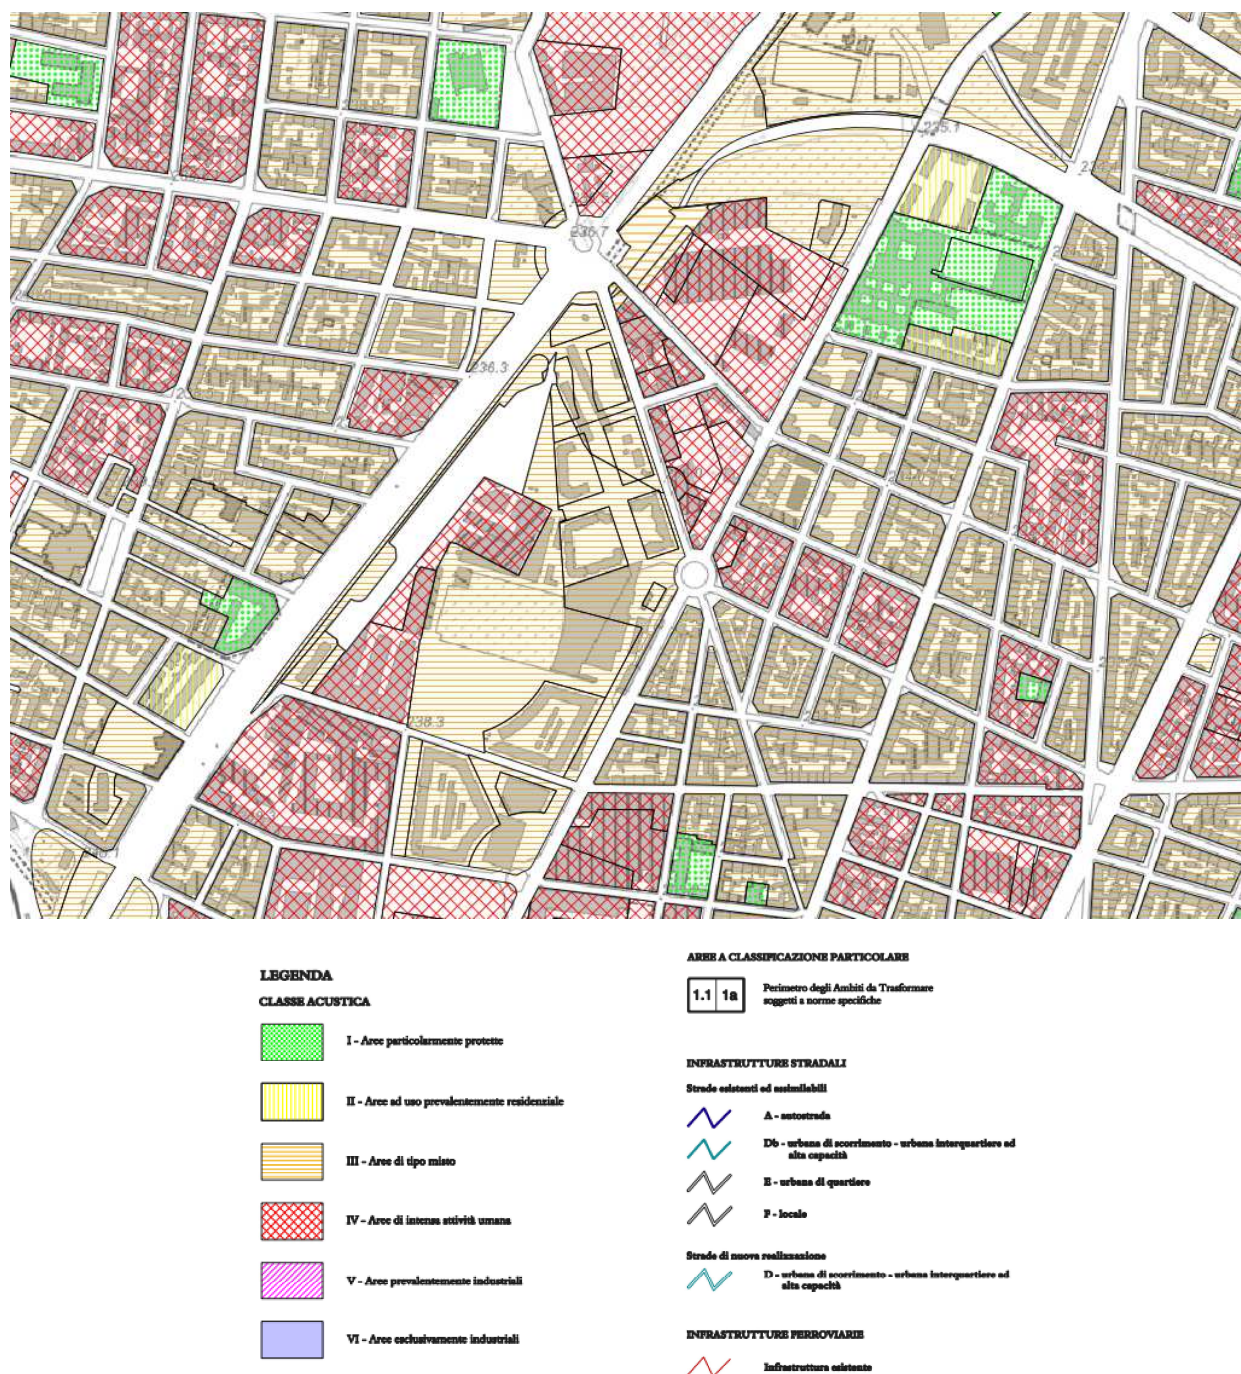 236.7
235.1
236.3
238.3
LEGENDA
CLASSE ACUSTICA
I - Aree particolarmente protette
II - Aree ad uso prevalentemente residenziale
III - Aree di tipo misto
IV - Aree di intensa attività umana
V - Aree prevalentemente industriali
VI - Aree esclusivamente industriali
AREE A CLASSIFICAZIONE PARTICOLARE
1.1 1a
Perimetro degli Ambiti da Trasformare
soggetti a norme specifiche
INFRASTRUTTURE STRADALI
Strade esistenti ed assimilabili
A - autostrada
Db - urbana di scorrimento - urbana interquartiere ad
alta capacità
E - urbana di quartiere
F - locale
Strade di nuova realizzazione
D - urbana di scorrimento - urbana interquartiere ad
alta capacità
INFRASTRUTTURE FERROVIARIE
Infrastruttura esistente